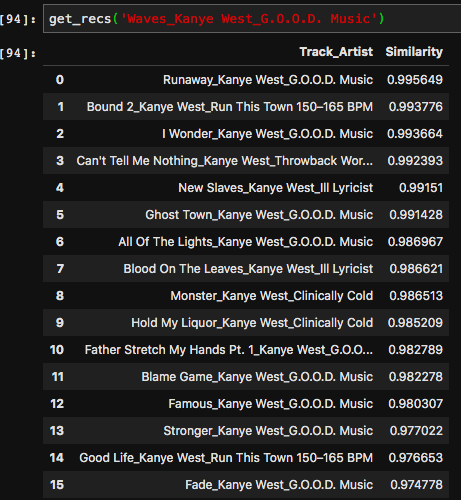 [94]: get_recs('Waves_Kanye West_G.O.O.D. Music')
[94]: Track_Artist Similarity
0 Runaway_Kanye West_G.O.O.D. Music 0.995649
1 Bound 2_Kanye West_Run This Town 150–165 BPM 0.993776
2 I Wonder_Kanye West_G.O.O.D. Music 0.993664
3 Can't Tell Me Nothing_Kanye West_Throwback Wor... 0.992393
4 New Slaves_Kanye West_Ill Lyricist 0.99151
5 Ghost Town_Kanye West_G.O.O.D. Music 0.991428
6 All Of The Lights_Kanye West_G.O.O.D. Music 0.986967
7 Blood On The Leaves_Kanye West_Ill Lyricist 0.986621
8 Monster_Kanye West_Clinically Cold 0.986513
9 Hold My Liquor_Kanye West_Clinically Cold 0.985209
10 Father Stretch My Hands Pt. 1_Kanye West_G.O.O... 0.982789
11 Blame Game_Kanye West_G.O.O.D. Music 0.982278
12 Famous_Kanye West_G.O.O.D. Music 0.980307
13 Stronger_Kanye West_G.O.O.D. Music 0.977022
14 Good Life_Kanye West_Run This Town 150–165 BPM 0.976653
15 Fade_Kanye West_G.O.O.D. Music 0.974778